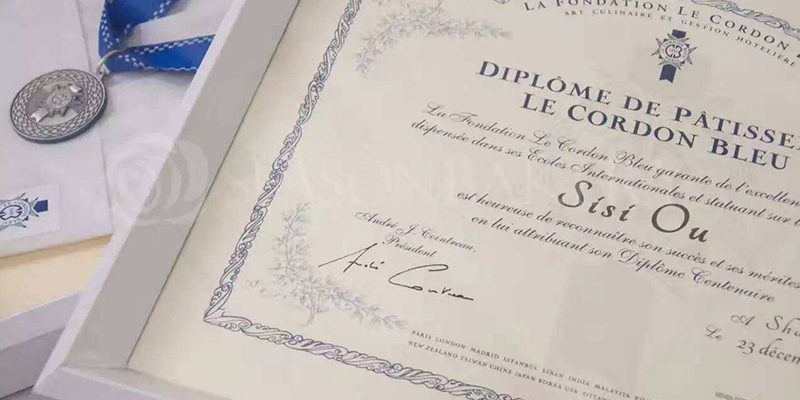 LA FONDATION LE CORDON
ART CULINAIRE ET GESTION HÔTELIÈRE
DIPLÔME DE PÂTISSE
LE CORDON BLEU
La Fondation Le Cordon Bleu garante de l'excellen
dispensée dans ses Ecoles Internationales et statuant sur
Sisi Ou
est heureuse de reconnaître son succès et ses mérites
en lui attribuant son Diplôme Centenaire
André J. Cointreau,
Président
A Sha
Le 23 décem
PARIS LONDON MADRID ISTANBUL LIBAN INDIA MALAYSIA
NEW ZEALAND TAIWAN CHINA JAPAN KOREA USA OTTAWA